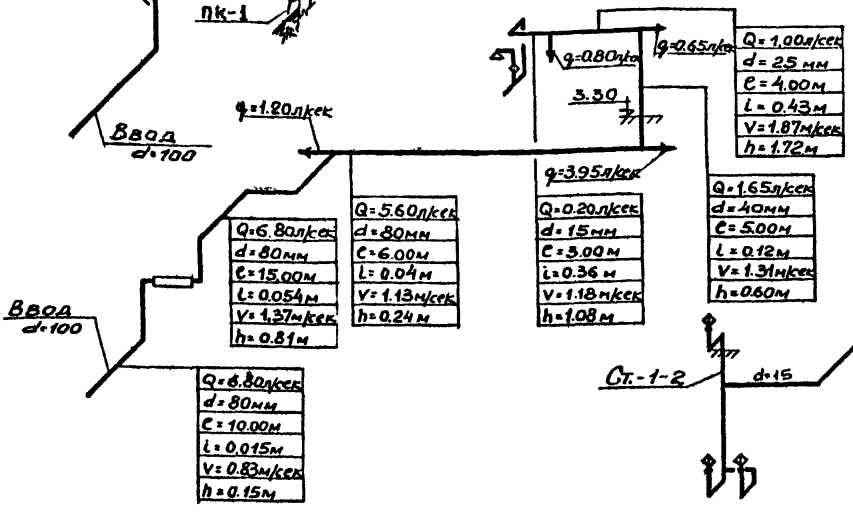 ПК-1
Ввод
d=100
q=1.20л/сек
q=0.80л/с
q=0.65л/сек
3.30
q=3.95л/сек
Q=1.00л/сек
d=25 мм
ℓ=4.00м
i=0.43м
V=1.87м/сек
h=1.72м
Q=1.65л/сек
d=40мм
ℓ=5.00м
i=0.12м
V=1.31м/сек
h=0.60м
Q=6.80л/сек
d=80мм
ℓ=15.00м
i=0.054м
V=1.37м/сек
h=0.81м
Q=5.60л/сек
d=80мм
ℓ=6.00м
i=0.04м
V=1.13м/сек
h=0.24м
Q=0.20л/сек
d=15мм
ℓ=3.00м
i=0.36м
V=1.18м/сек
h=1.08м
Ввод
d=100
Q=6.80л/сек
d=80мм
ℓ=10.00м
i=0.015м
V=0.83м/сек
h=0.15м
Ст.-1-2
d=15